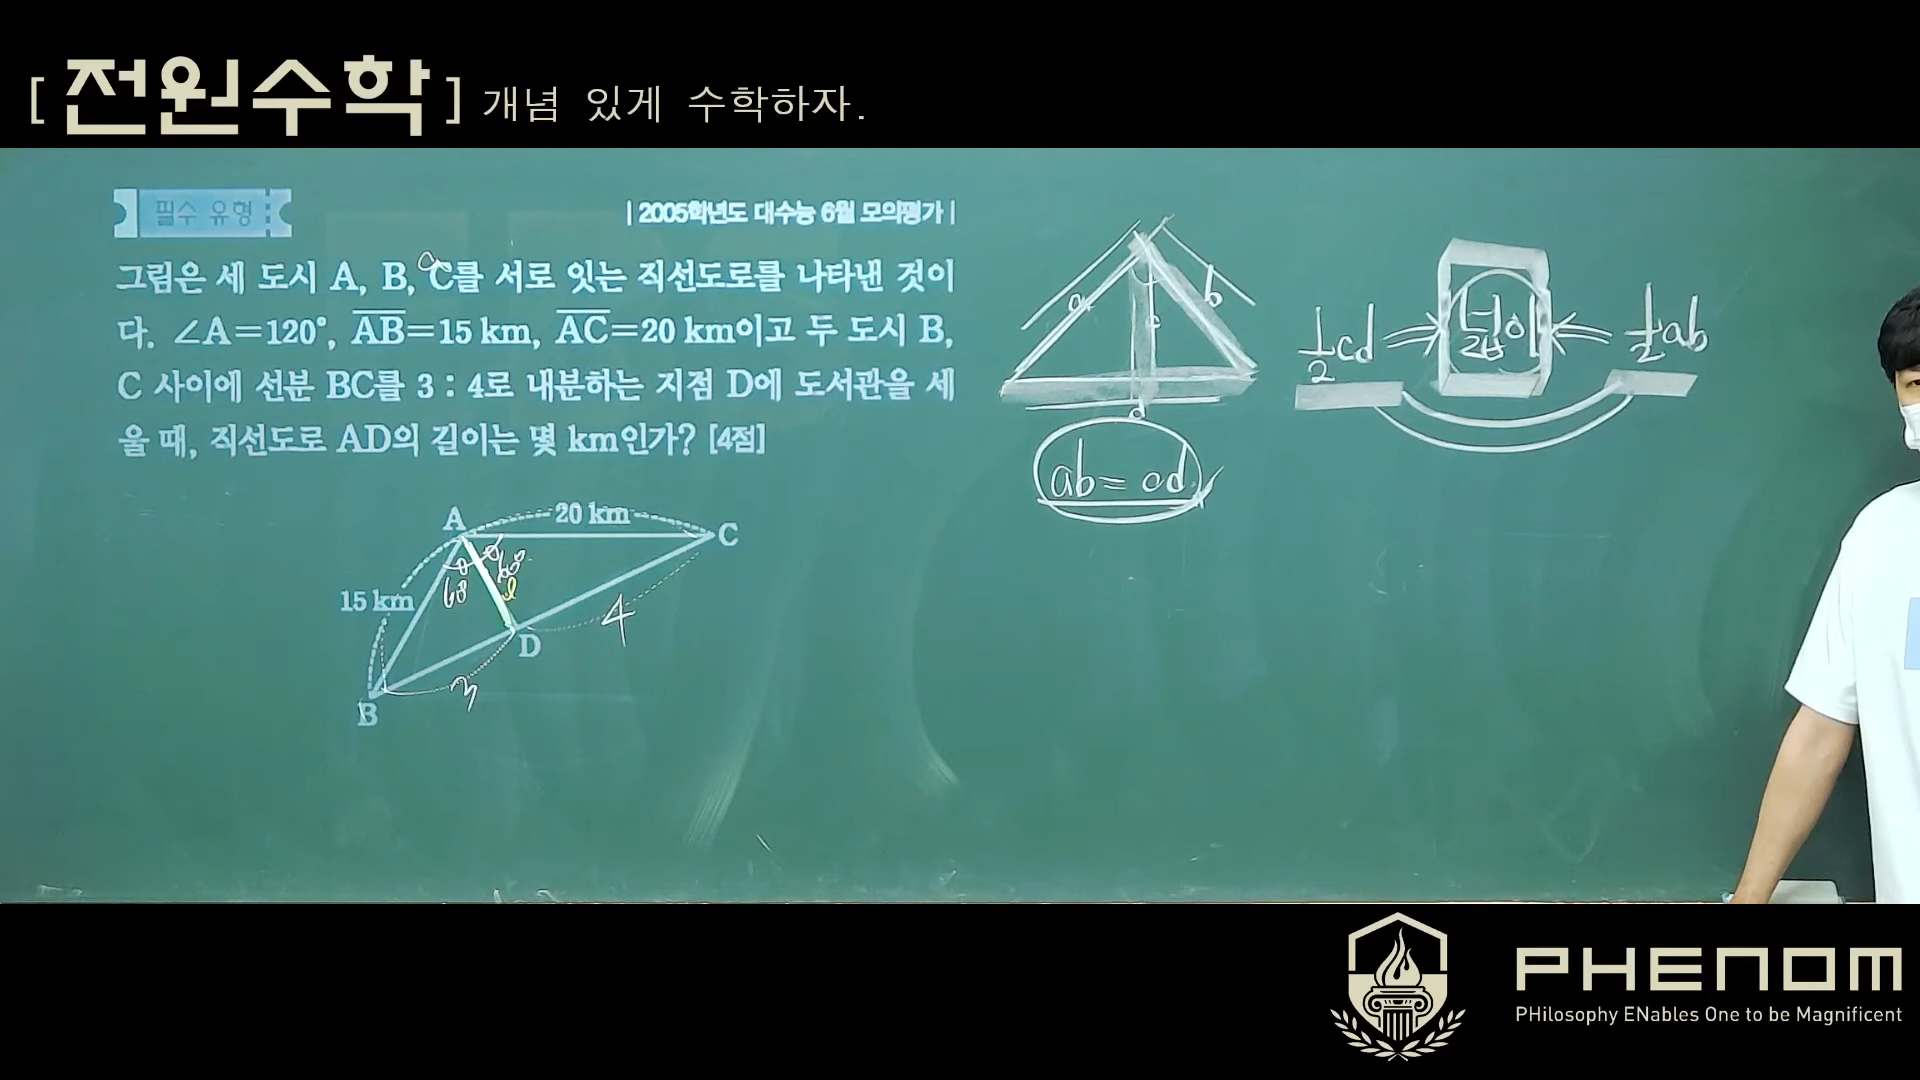 [ 전원수학 ] 개념 있게 수학하자.
필수 유형
| 2005학년도 대수능 6월 모의평가 |
그림은 세 도시 A, B, C를 서로 잇는 직선도로를 나타낸 것이
다. ∠A=120°, AB=15 km, AC=20 km이고 두 도시 B,
C 사이에 선분 BC를 3 : 4로 내분하는 지점 D에 도서관을 세
울 때, 직선도로 AD의 길이는 몇 km인가? [4점]
A
20 km
C
60°
60°
l
15 km
4
D
3
B
a
b
c
d
ab = cd
1/2 cd
넓이
1/2 ab
PHENOM
PHilosophy ENables One to be Magnificent